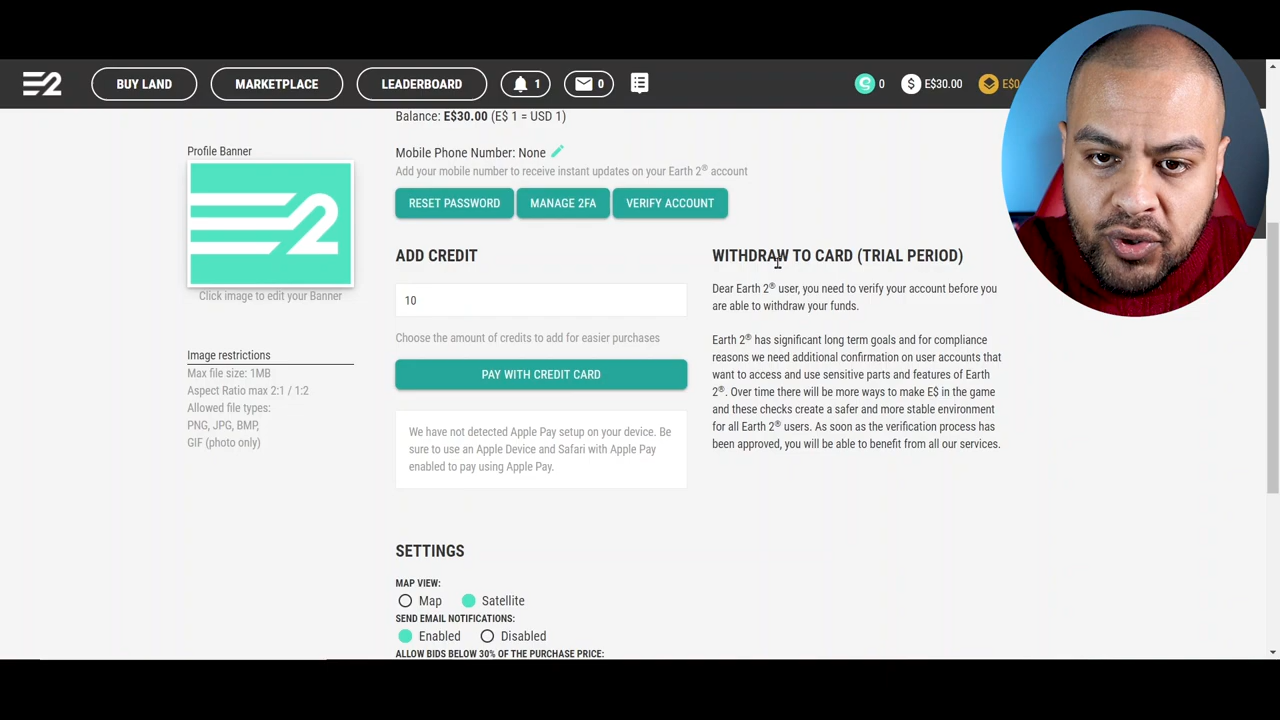 E2
BUY LAND
MARKETPLACE
LEADERBOARD
1
0
0
$ E$30.00
E$0
Balance: E$30.00 (E$ 1 = USD 1)
Profile Banner
E2
Click image to edit your Banner
Image restrictions
Max file size: 1MB
Aspect Ratio max 2:1 / 1:2
Allowed file types:
PNG, JPG, BMP,
GIF (photo only)
Mobile Phone Number: None
Add your mobile number to receive instant updates on your Earth 2® account
RESET PASSWORD
MANAGE 2FA
VERIFY ACCOUNT
ADD CREDIT
10
Choose the amount of credits to add for easier purchases
PAY WITH CREDIT CARD
We have not detected Apple Pay setup on your device. Be
sure to use an Apple Device and Safari with Apple Pay
enabled to pay using Apple Pay.
WITHDRAW TO CARD (TRIAL PERIOD)
Dear Earth 2® user, you need to verify your account before you
are able to withdraw your funds.
Earth 2® has significant long term goals and for compliance
reasons we need additional confirmation on user accounts that
want to access and use sensitive parts and features of Earth
2®. Over time there will be more ways to make E$ in the game
and these checks create a safer and more stable environment
for all Earth 2® users. As soon as the verification process has
been approved, you will be able to benefit from all our services.
SETTINGS
MAP VIEW:
Map
Satellite
SEND EMAIL NOTIFICATIONS:
Enabled
Disabled
ALLOW BIDS BELOW 30% OF THE PURCHASE PRICE: